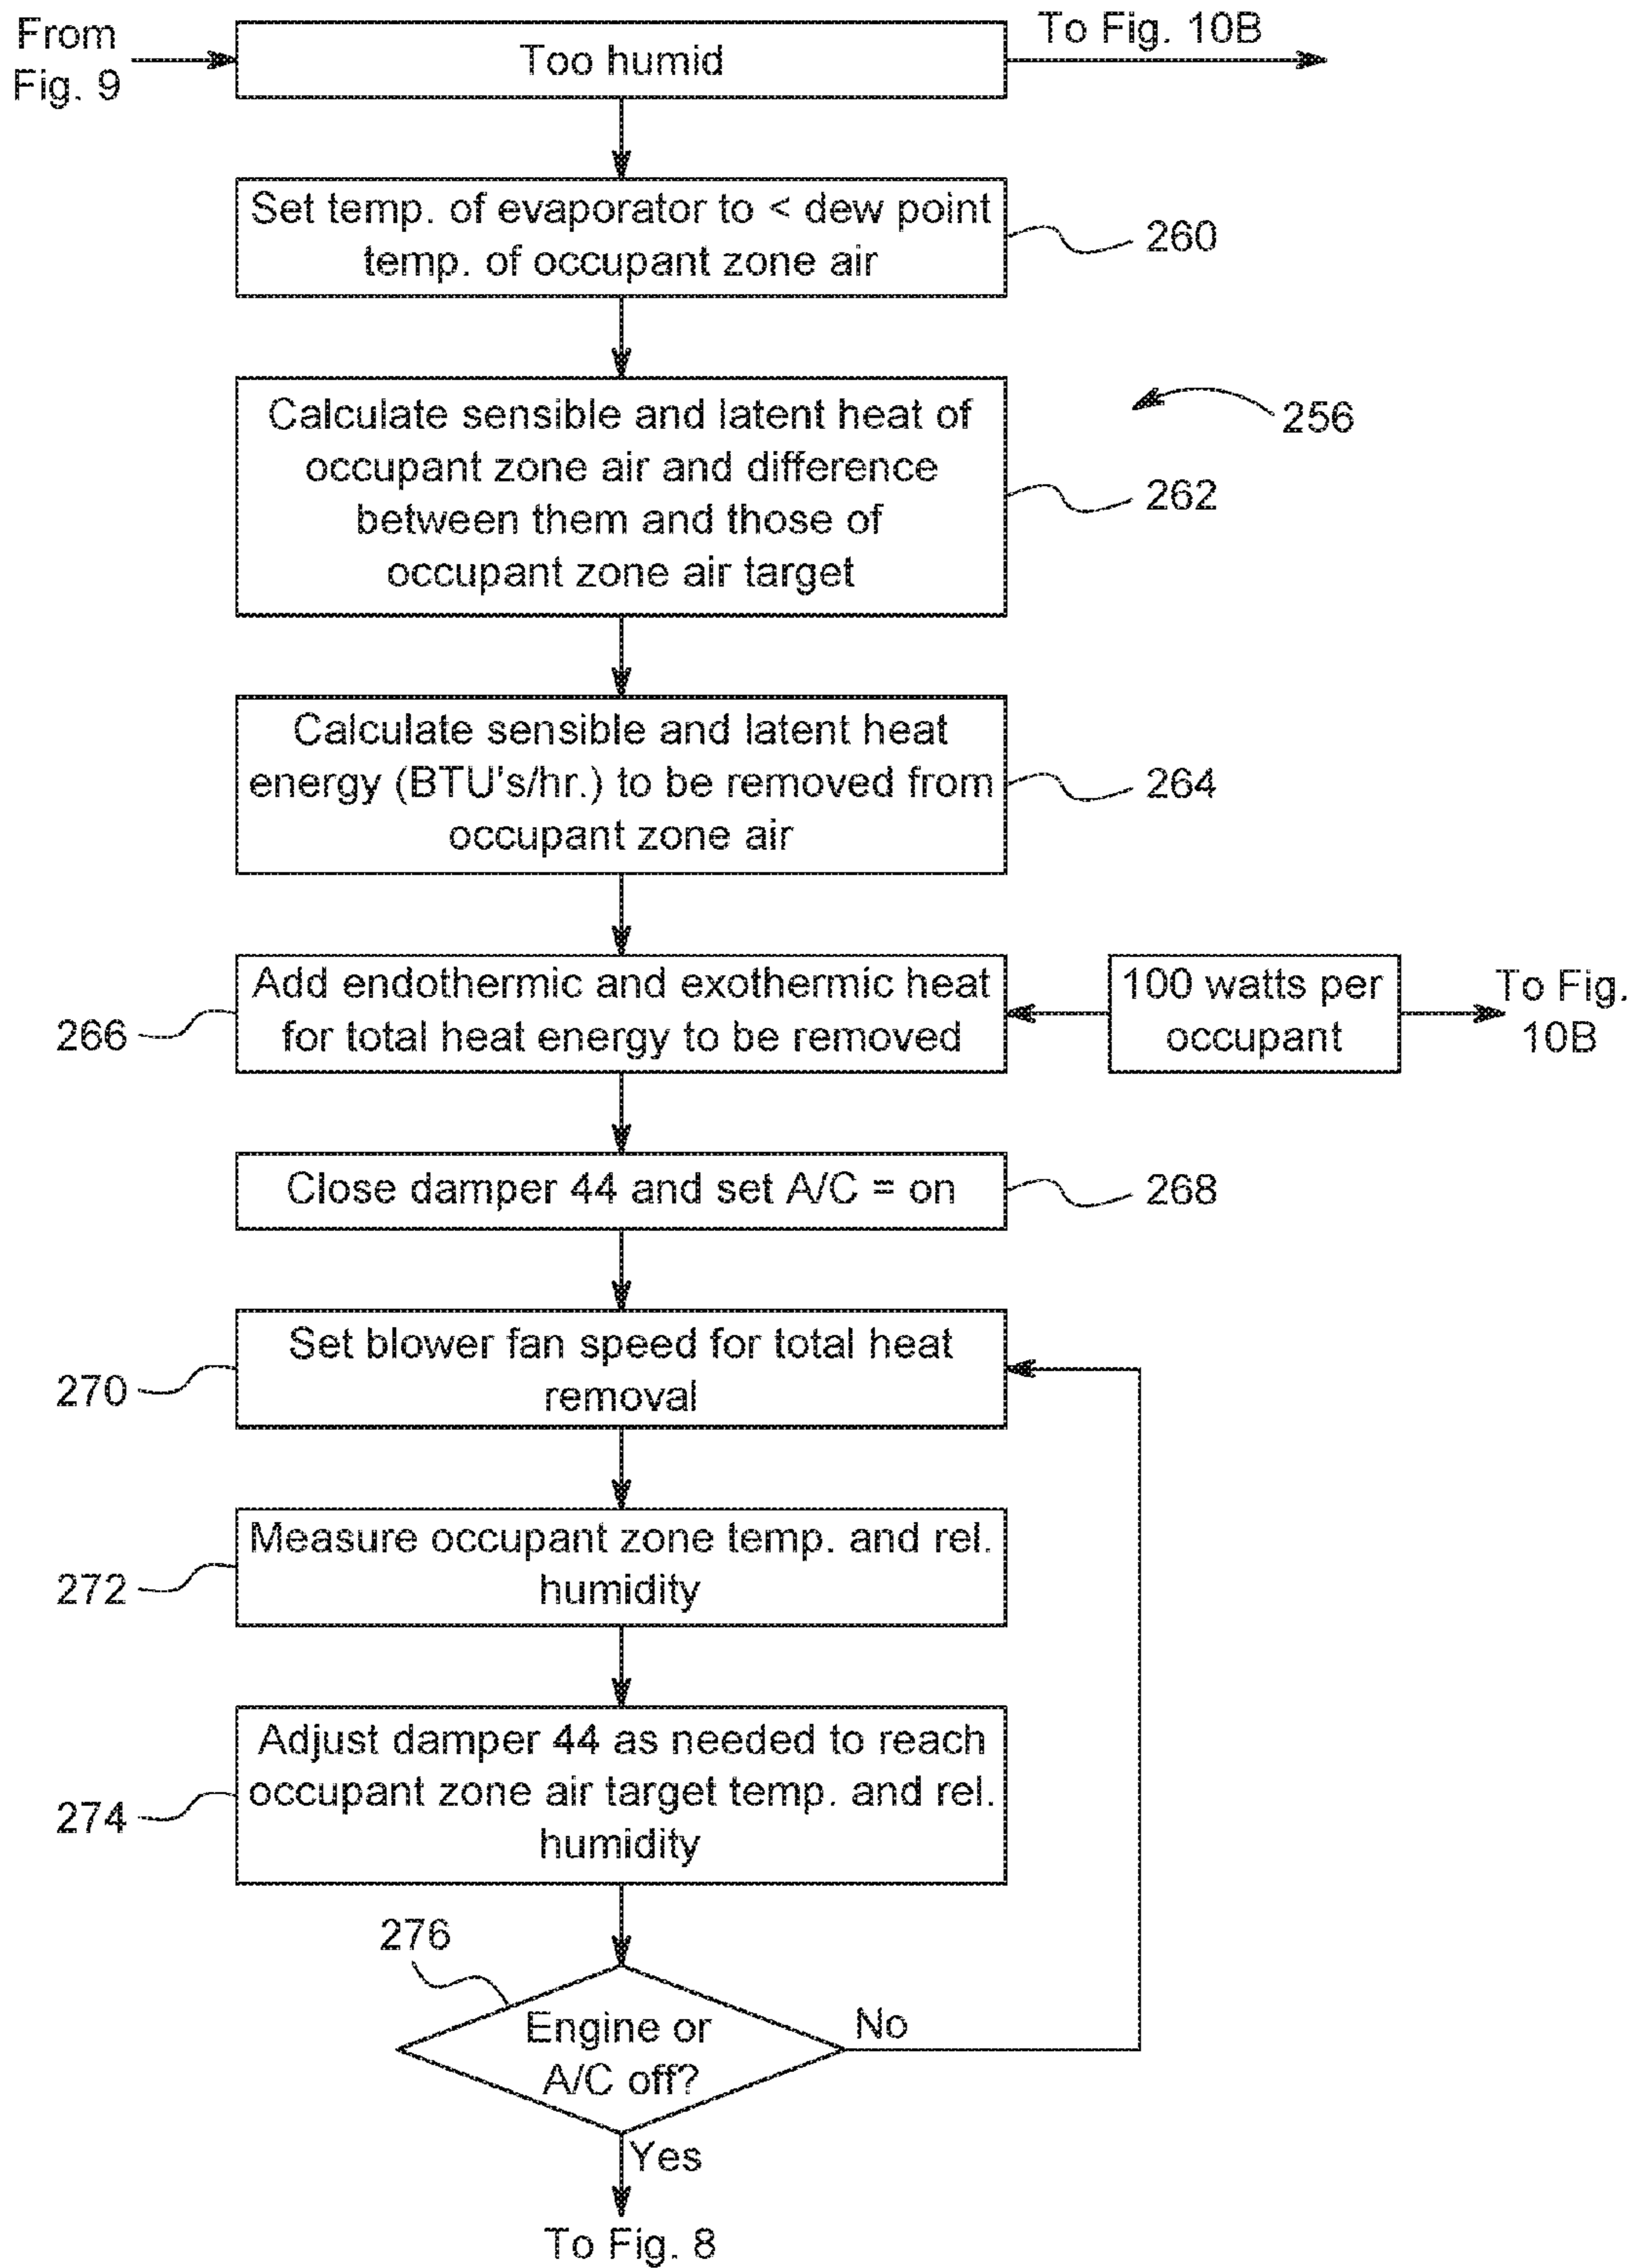 From
Fig. 9
Too humid
To Fig. 10B
Set temp. of evaporator to < dew point
temp. of occupant zone air
260
Calculate sensible and latent heat of
occupant zone air and difference
between them and those of
occupant zone air target
256
262
Calculate sensible and latent heat
energy (BTU's/hr.) to be removed from
occupant zone air
264
Add endothermic and exothermic heat
for total heat energy to be removed
266
100 watts per
occupant
To Fig.
10B
Close damper 44 and set A/C = on
268
Set blower fan speed for total heat
removal
270
Measure occupant zone temp. and rel.
humidity
272
Adjust damper 44 as needed to reach
occupant zone air target temp. and rel.
humidity
274
276
Engine or
A/C off?
No
Yes
To Fig. 8